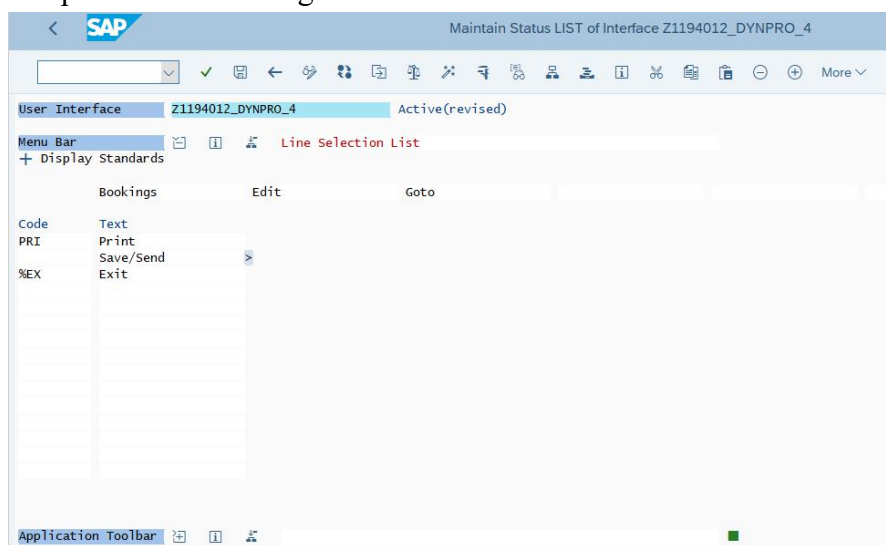 SAP
Maintain Status LIST of Interface Z1194012_DYNPRO_4
More
User Interface Z1194012_DYNPRO_4 Active(revised)
Menu Bar Line Selection List
+ Display Standards
Bookings Edit Goto
Code Text
PRI Print
Save/Send >
%EX Exit
Application Toolbar